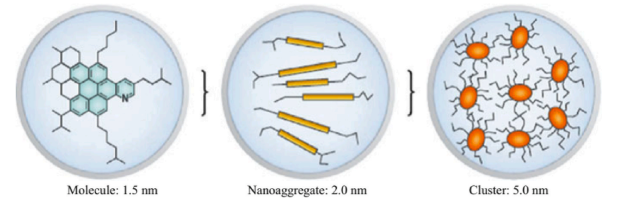 N
Molecule: 1.5 nm
Nanoaggregate: 2.0 nm
Cluster: 5.0 nm